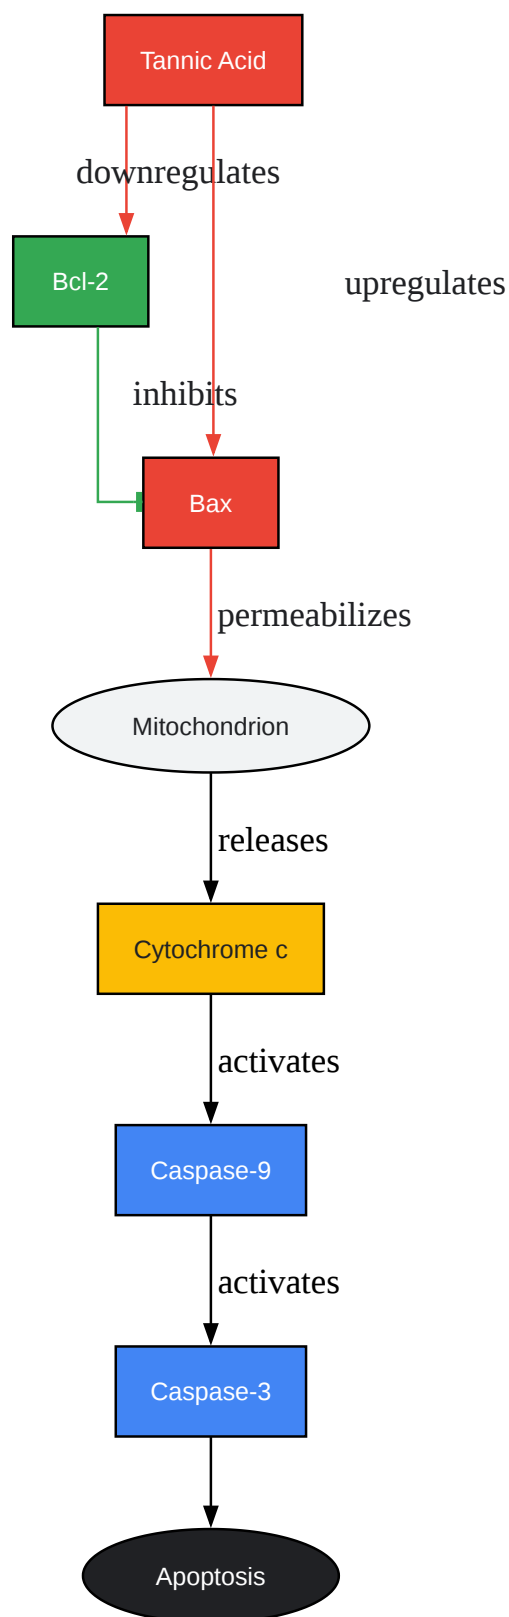 Tannic Acid
downregulates
Bcl-2
upregulates
inhibits
Bax
permeabilizes
Mitochondrion
releases
Cytochrome c
activates
Caspase-9
activates
Caspase-3
Apoptosis